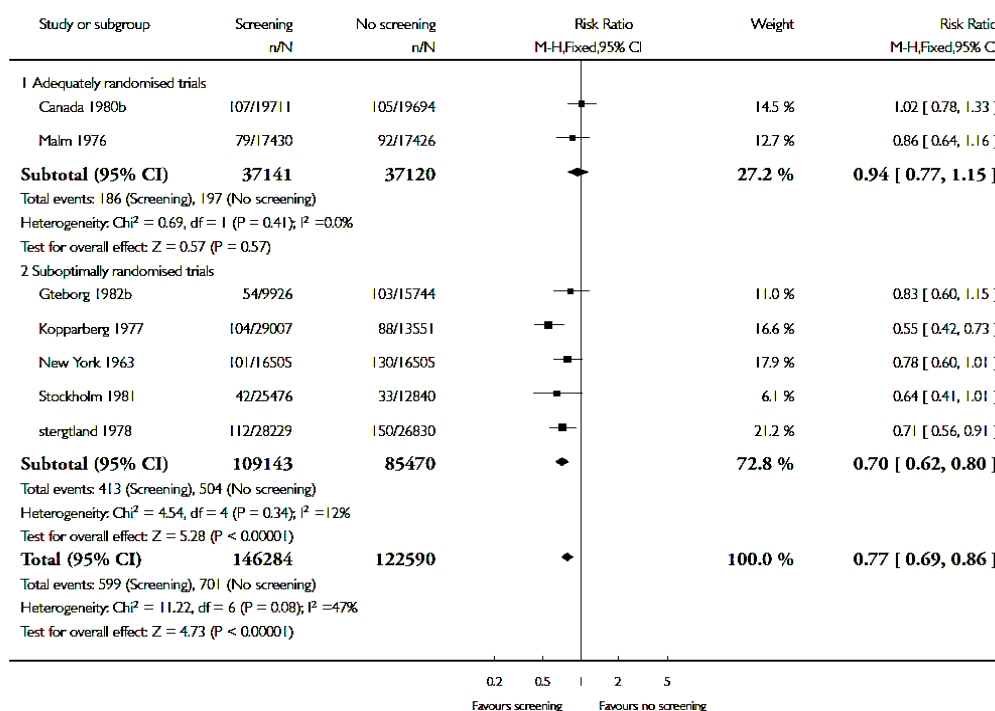 Study or subgroup Screening No screening Risk Ratio Weight Risk Ratio
n/N n/N M-H,Fixed,95% CI M-H,Fixed,95% CI
1 Adequately randomised trials
Canada 1980b 107/19711 105/19694 14.5 % 1.02 [ 0.78, 1.33 ]
Malm 1976 79/17430 92/17426 12.7 % 0.86 [ 0.64, 1.16 ]
Subtotal (95% CI) 37141 37120 27.2 % 0.94 [ 0.77, 1.15 ]
Total events: 186 (Screening), 197 (No screening)
Heterogeneity: Chi² = 0.69, df = 1 (P = 0.41); I² =0.0%
Test for overall effect: Z = 0.57 (P = 0.57)
2 Suboptimally randomised trials
Gteborg 1982b 54/9926 103/15744 11.0 % 0.83 [ 0.60, 1.15 ]
Kopparberg 1977 104/29007 88/13551 16.6 % 0.55 [ 0.42, 0.73 ]
New York 1963 101/16505 130/16505 17.9 % 0.78 [ 0.60, 1.01 ]
Stockholm 1981 42/25476 33/12840 6.1 % 0.64 [ 0.41, 1.01 ]
stergtland 1978 112/28229 150/26830 21.2 % 0.71 [ 0.56, 0.91 ]
Subtotal (95% CI) 109143 85470 72.8 % 0.70 [ 0.62, 0.80 ]
Total events: 413 (Screening), 504 (No screening)
Heterogeneity: Chi² = 4.54, df = 4 (P = 0.34); I² =12%
Test for overall effect: Z = 5.28 (P < 0.00001)
Total (95% CI) 146284 122590 100.0 % 0.77 [ 0.69, 0.86 ]
Total events: 599 (Screening), 701 (No screening)
Heterogeneity: Chi² = 11.22, df = 6 (P = 0.08); I² =47%
Test for overall effect: Z = 4.73 (P < 0.00001)
0.2 0.5 1 2 5
Favours screening Favours no screening